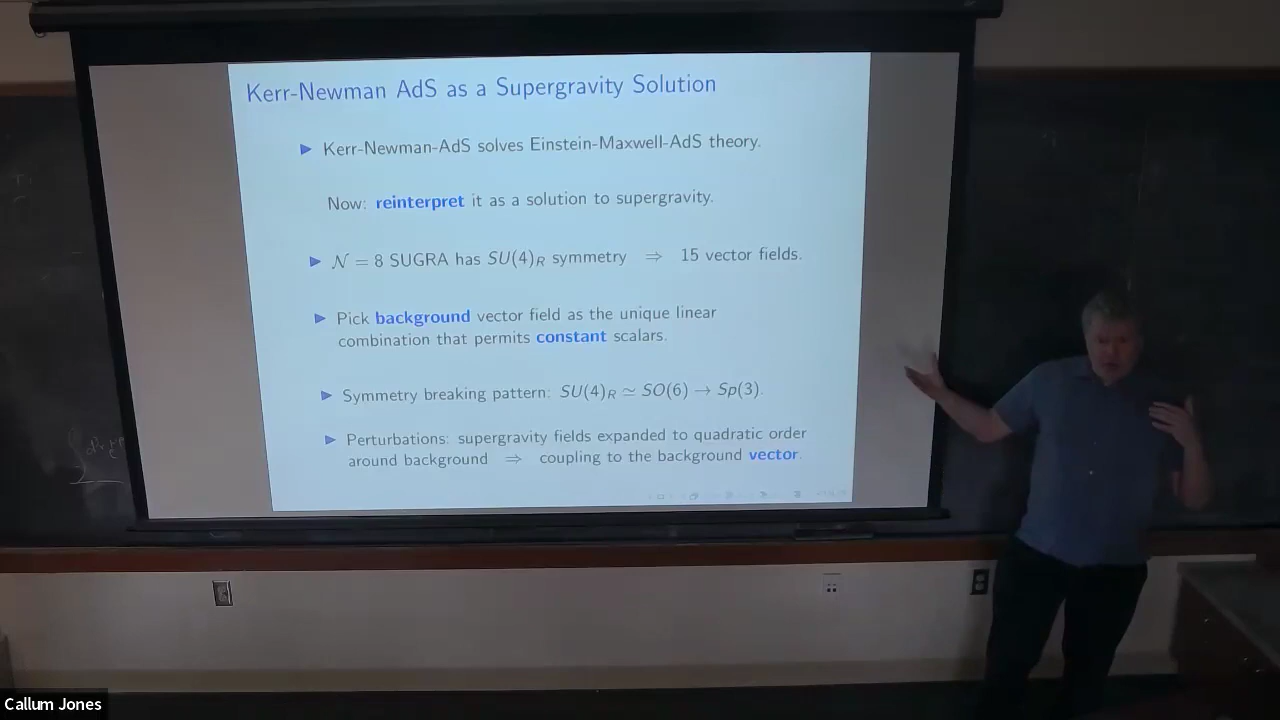 Kerr-Newman AdS as a Supergravity Solution
Kerr-Newman-AdS solves Einstein-Maxwell-AdS theory.
Now: reinterpret it as a solution to supergravity.
𝒩 = 8 SUGRA has SU(4)_R symmetry ⇒ 15 vector fields.
Pick background vector field as the unique linear
combination that permits constant scalars.
Symmetry breaking pattern: SU(4)_R ≃ SO(6) → Sp(3).
Perturbations: supergravity fields expanded to quadratic order
around background ⇒ coupling to the background vector.
Callum Jones